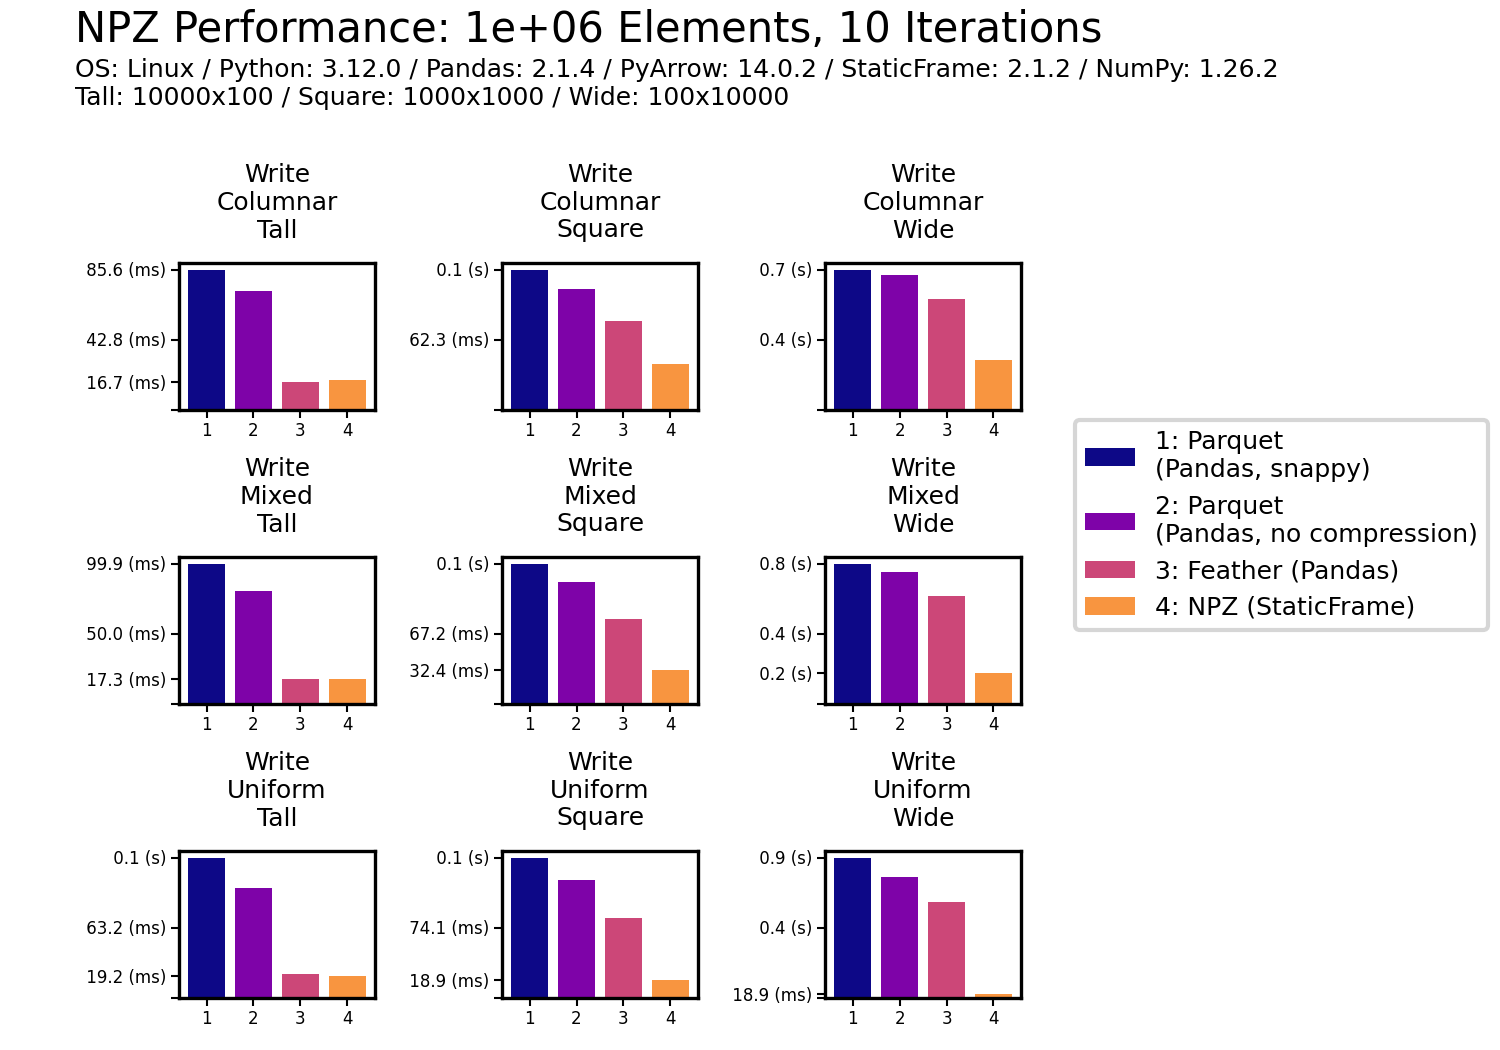 NPZ Performance: 1e+06 Elements, 10 Iterations
OS: Linux / Python: 3.12.0 / Pandas: 2.1.4 / PyArrow: 14.0.2 / StaticFrame: 2.1.2 / NumPy: 1.26.2
Tall: 10000x100 / Square: 1000x1000 / Wide: 100x10000
Write
Columnar
Tall
85.6 (ms)
42.8 (ms)
16.7 (ms)
1 2 3 4
Write
Columnar
Square
0.1 (s)
62.3 (ms)
1 2 3 4
Write
Columnar
Wide
0.7 (s)
0.4 (s)
1 2 3 4
Write
Mixed
Tall
99.9 (ms)
50.0 (ms)
17.3 (ms)
1 2 3 4
Write
Mixed
Square
0.1 (s)
67.2 (ms)
32.4 (ms)
1 2 3 4
Write
Mixed
Wide
0.8 (s)
0.4 (s)
0.2 (s)
1 2 3 4
Write
Uniform
Tall
0.1 (s)
63.2 (ms)
19.2 (ms)
1 2 3 4
Write
Uniform
Square
0.1 (s)
74.1 (ms)
18.9 (ms)
1 2 3 4
Write
Uniform
Wide
0.9 (s)
0.4 (s)
18.9 (ms)
1 2 3 4
1: Parquet
(Pandas, snappy)
2: Parquet
(Pandas, no compression)
3: Feather (Pandas)
4: NPZ (StaticFrame)